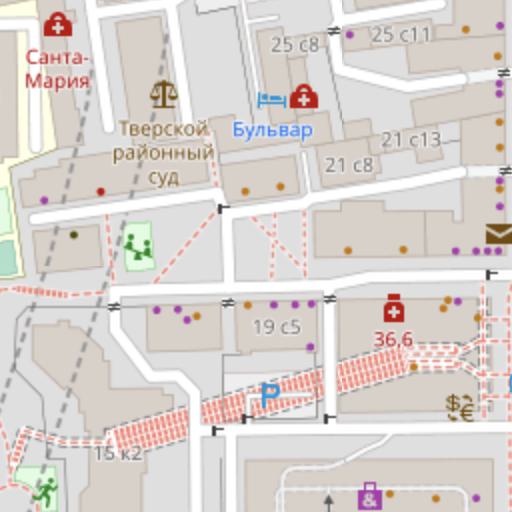 25 с8
25 с11
Санта-
Мария
Тверской
районный
суд
Бульвар
21 с13
21 с8
19 с5
36,6
P
15 к2
$€
&